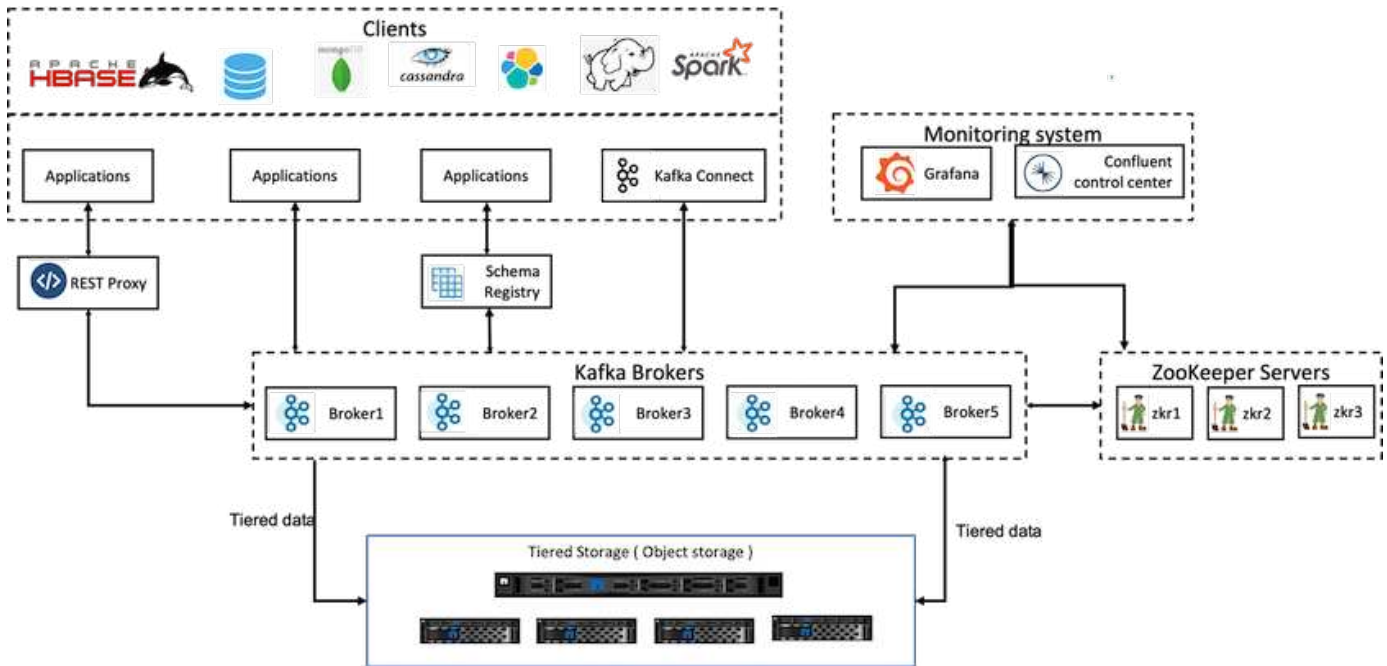 Clients
APACHE
HBASE
mongoDB
cassandra
APACHE
Spark
Monitoring system
Applications
Applications
Applications
Kafka Connect
Grafana
Confluent
control center
REST Proxy
Schema
Registry
Kafka Brokers
ZooKeeper Servers
Broker1
Broker2
Broker3
Broker4
Broker5
zkr1
zkr2
zkr3
Tiered data
Tiered data
Tiered Storage ( Object storage )